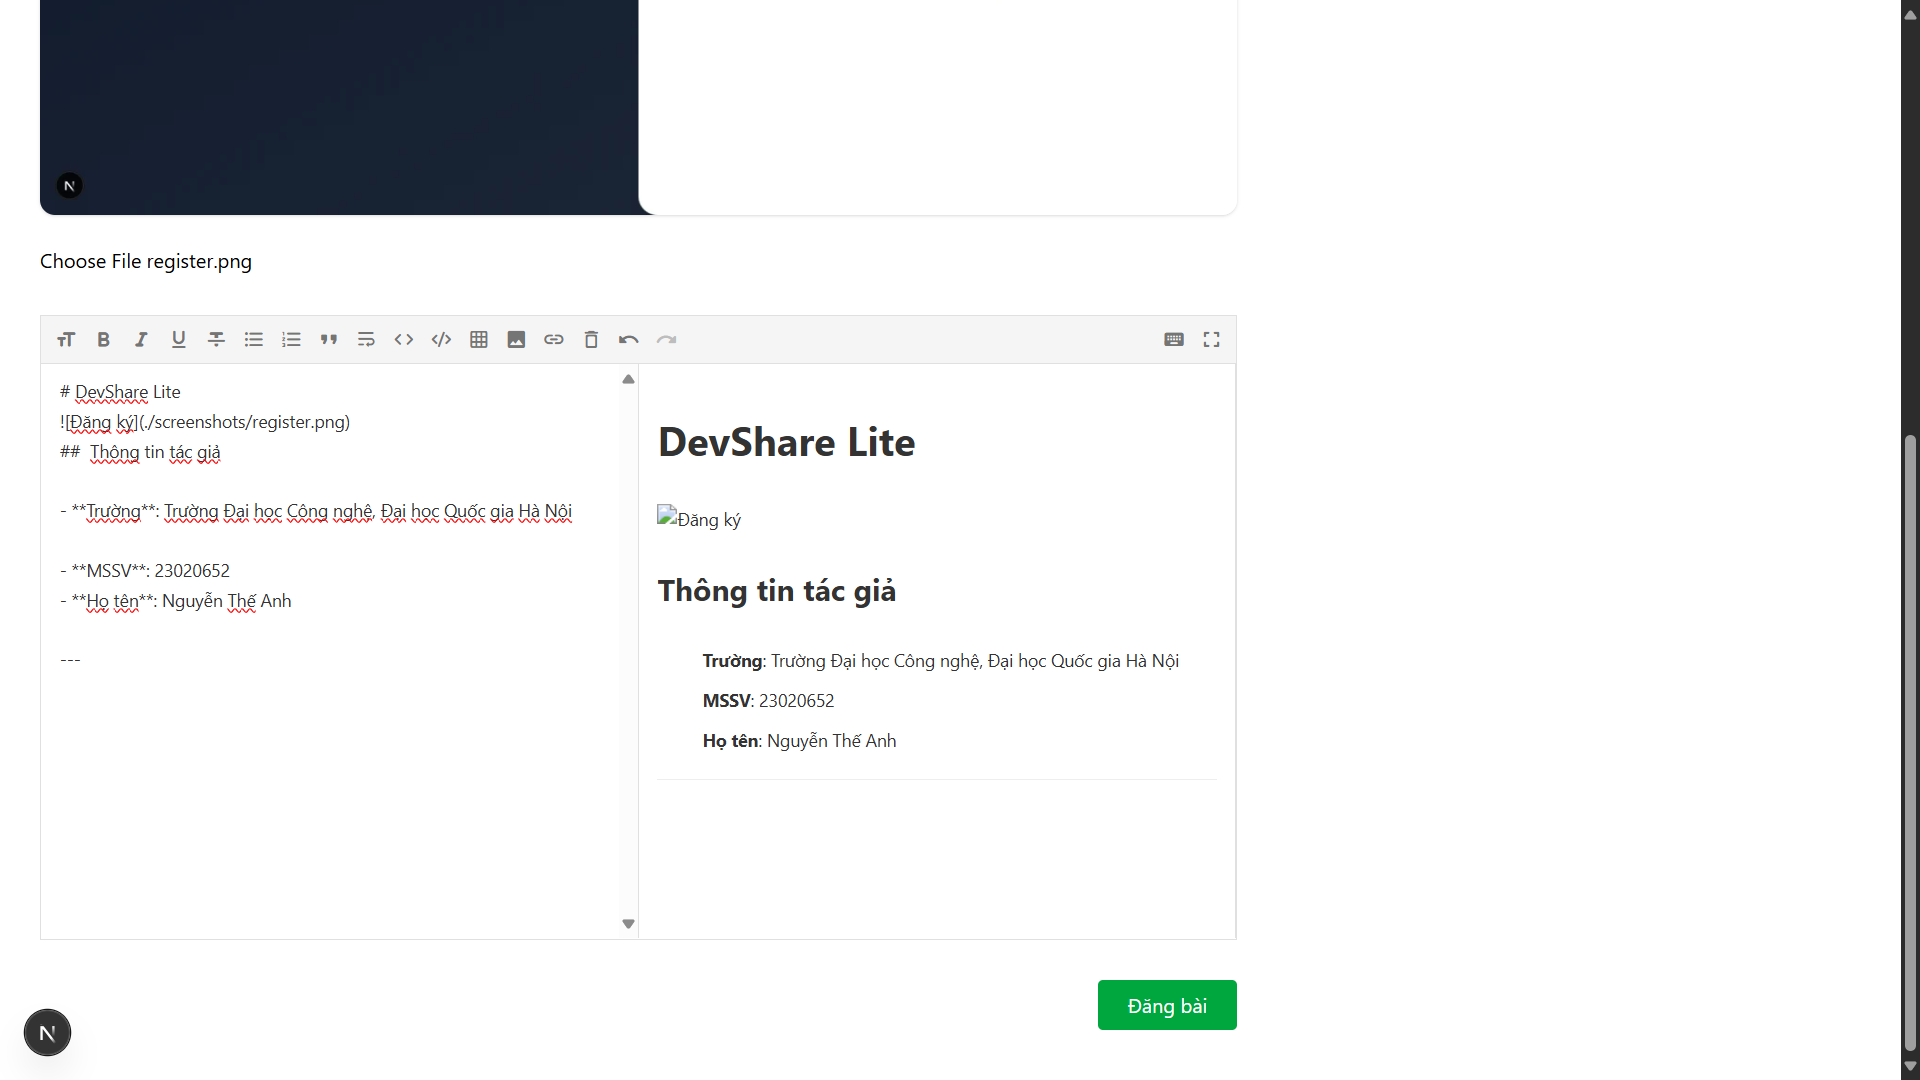 N
Choose File register.png
# DevShare Lite
![Đăng ký](./screenshots/register.png)
## Thông tin tác giả
- **Trường**: Trường Đại học Công nghệ, Đại học Quốc gia Hà Nội
- **MSSV**: 23020652
- **Họ tên**: Nguyễn Thế Anh
---
DevShare Lite
Đăng ký
Thông tin tác giả
Trường: Trường Đại học Công nghệ, Đại học Quốc gia Hà Nội
MSSV: 23020652
Họ tên: Nguyễn Thế Anh
Đăng bài
N